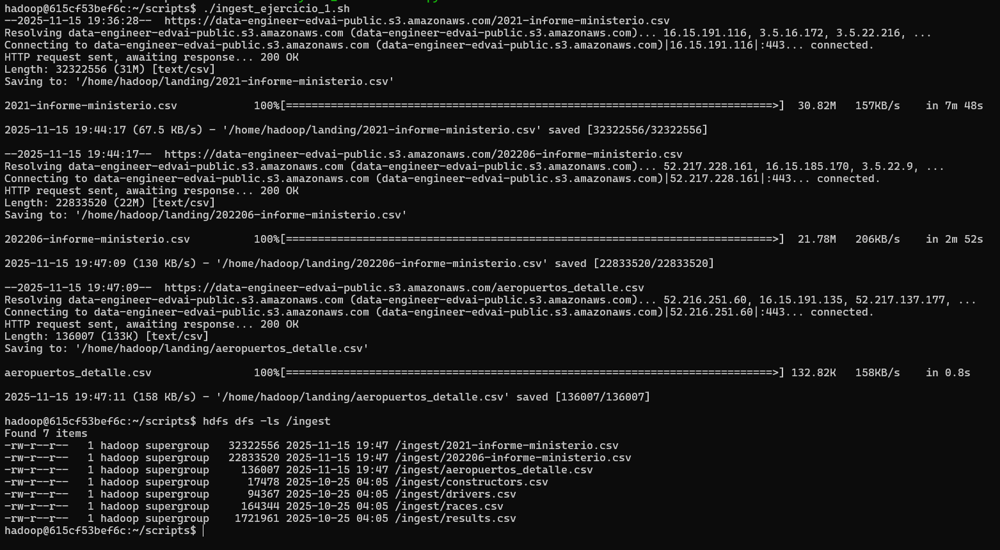 hadoop@615cf53bef6c:~/scripts$ ./ingest_ejercicio_1.sh
--2025-11-15 19:36:28--  https://data-engineer-edvai-public.s3.amazonaws.com/2021-informe-ministerio.csv
Resolving data-engineer-edvai-public.s3.amazonaws.com (data-engineer-edvai-public.s3.amazonaws.com)... 16.15.191.116, 3.5.16.172, 3.5.22.216, ...
Connecting to data-engineer-edvai-public.s3.amazonaws.com (data-engineer-edvai-public.s3.amazonaws.com)|16.15.191.116|:443... connected.
HTTP request sent, awaiting response... 200 OK
Length: 32322556 (31M) [text/csv]
Saving to: '/home/hadoop/landing/2021-informe-ministerio.csv'
2021-informe-ministerio.csv            100%[============================================================================>]  30.82M   157KB/s    in 7m 48s
2025-11-15 19:44:17 (67.5 KB/s) - '/home/hadoop/landing/2021-informe-ministerio.csv' saved [32322556/32322556]
--2025-11-15 19:44:17--  https://data-engineer-edvai-public.s3.amazonaws.com/202206-informe-ministerio.csv
Resolving data-engineer-edvai-public.s3.amazonaws.com (data-engineer-edvai-public.s3.amazonaws.com)... 52.217.228.161, 16.15.185.170, 3.5.22.9, ...
Connecting to data-engineer-edvai-public.s3.amazonaws.com (data-engineer-edvai-public.s3.amazonaws.com)|52.217.228.161|:443... connected.
HTTP request sent, awaiting response... 200 OK
Length: 22833520 (22M) [text/csv]
Saving to: '/home/hadoop/landing/202206-informe-ministerio.csv'
202206-informe-ministerio.csv          100%[============================================================================>]  21.78M   206KB/s    in 2m 52s
2025-11-15 19:47:09 (130 KB/s) - '/home/hadoop/landing/202206-informe-ministerio.csv' saved [22833520/22833520]
--2025-11-15 19:47:09--  https://data-engineer-edvai-public.s3.amazonaws.com/aeropuertos_detalle.csv
Resolving data-engineer-edvai-public.s3.amazonaws.com (data-engineer-edvai-public.s3.amazonaws.com)... 52.216.251.60, 16.15.191.135, 52.217.137.177, ...
Connecting to data-engineer-edvai-public.s3.amazonaws.com (data-engineer-edvai-public.s3.amazonaws.com)|52.216.251.60|:443... connected.
HTTP request sent, awaiting response... 200 OK
Length: 136007 (133K) [text/csv]
Saving to: '/home/hadoop/landing/aeropuertos_detalle.csv'
aeropuertos_detalle.csv                100%[============================================================================>] 132.82K   158KB/s    in 0.8s
2025-11-15 19:47:11 (158 KB/s) - '/home/hadoop/landing/aeropuertos_detalle.csv' saved [136007/136007]
hadoop@615cf53bef6c:~/scripts$ hdfs dfs -ls /ingest
Found 7 items
-rw-r--r--   1 hadoop supergroup   32322556 2025-11-15 19:47 /ingest/2021-informe-ministerio.csv
-rw-r--r--   1 hadoop supergroup   22833520 2025-11-15 19:47 /ingest/202206-informe-ministerio.csv
-rw-r--r--   1 hadoop supergroup     136007 2025-11-15 19:47 /ingest/aeropuertos_detalle.csv
-rw-r--r--   1 hadoop supergroup      17478 2025-10-25 04:05 /ingest/constructors.csv
-rw-r--r--   1 hadoop supergroup      94367 2025-10-25 04:05 /ingest/drivers.csv
-rw-r--r--   1 hadoop supergroup     164344 2025-10-25 04:05 /ingest/races.csv
-rw-r--r--   1 hadoop supergroup    1721961 2025-10-25 04:05 /ingest/results.csv
hadoop@615cf53bef6c:~/scripts$